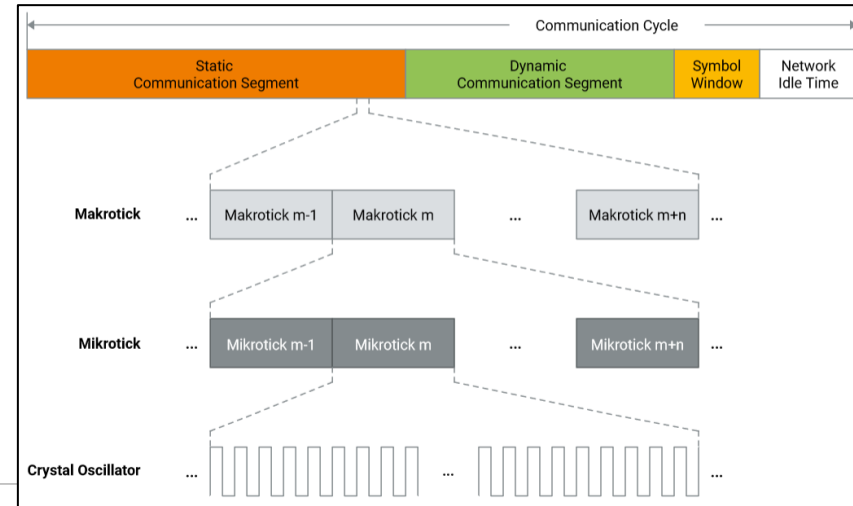 Communication Cycle
Static
Communication Segment
Dynamic
Communication Segment
Symbol
Window
Network
Idle Time
Makrotick ... Makrotick m-1 Makrotick m ... Makrotick m+n ...
Mikrotick ... Mikrotick m-1 Mikrotick m ... Mikrotick m+n ...
Crystal Oscillator ... ... ...